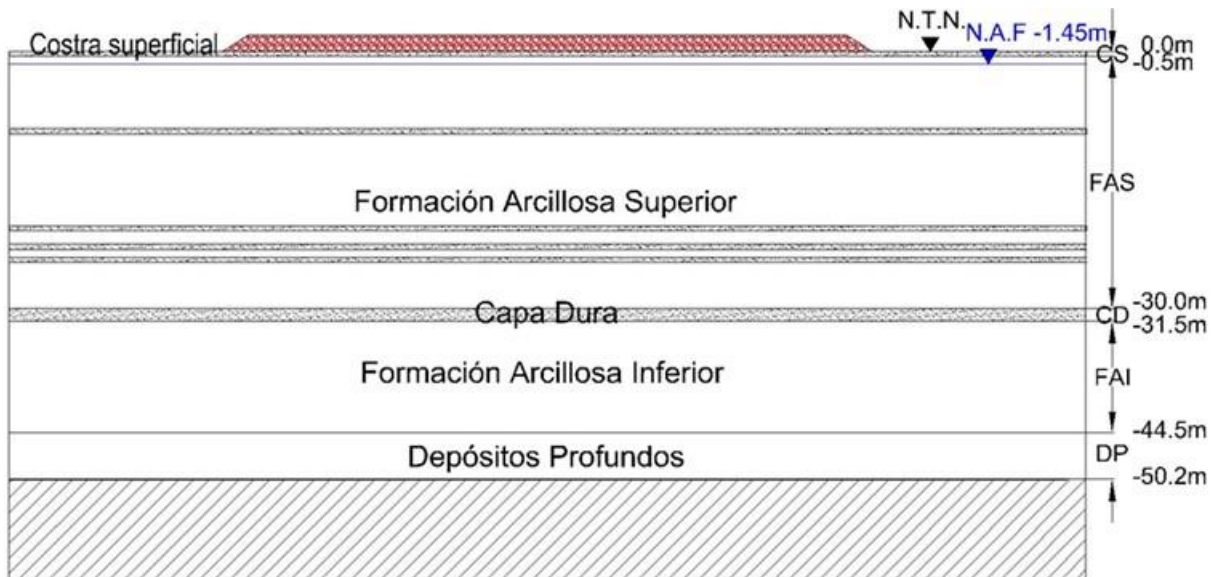 N.T.N.
Costra superficial
N.A.F -1.45m
0.0m
CS
-0.5m
Formación Arcillosa Superior
FAS
Capa Dura
-30.0m
CD
-31.5m
Formación Arcillosa Inferior
FAI
-44.5m
Depósitos Profundos
DP
-50.2m